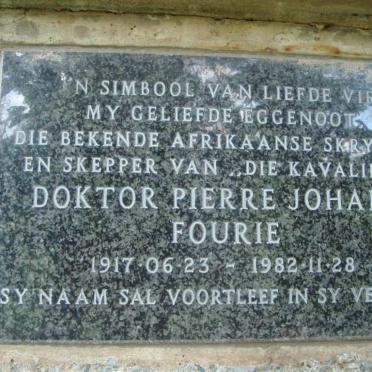 'N SIMBOOL VAN LIEFDE VIR
MY GELIEFDE EGGENOOT
DIE BEKENDE AFRIKAANSE SKRY
EN SKEPPER VAN „DIE KAVALI
DOKTOR PIERRE JOHA
FOURIE
1917·06·23 - 1982·11·28
SY NAAM SAL VOORTLEEF IN SY VE